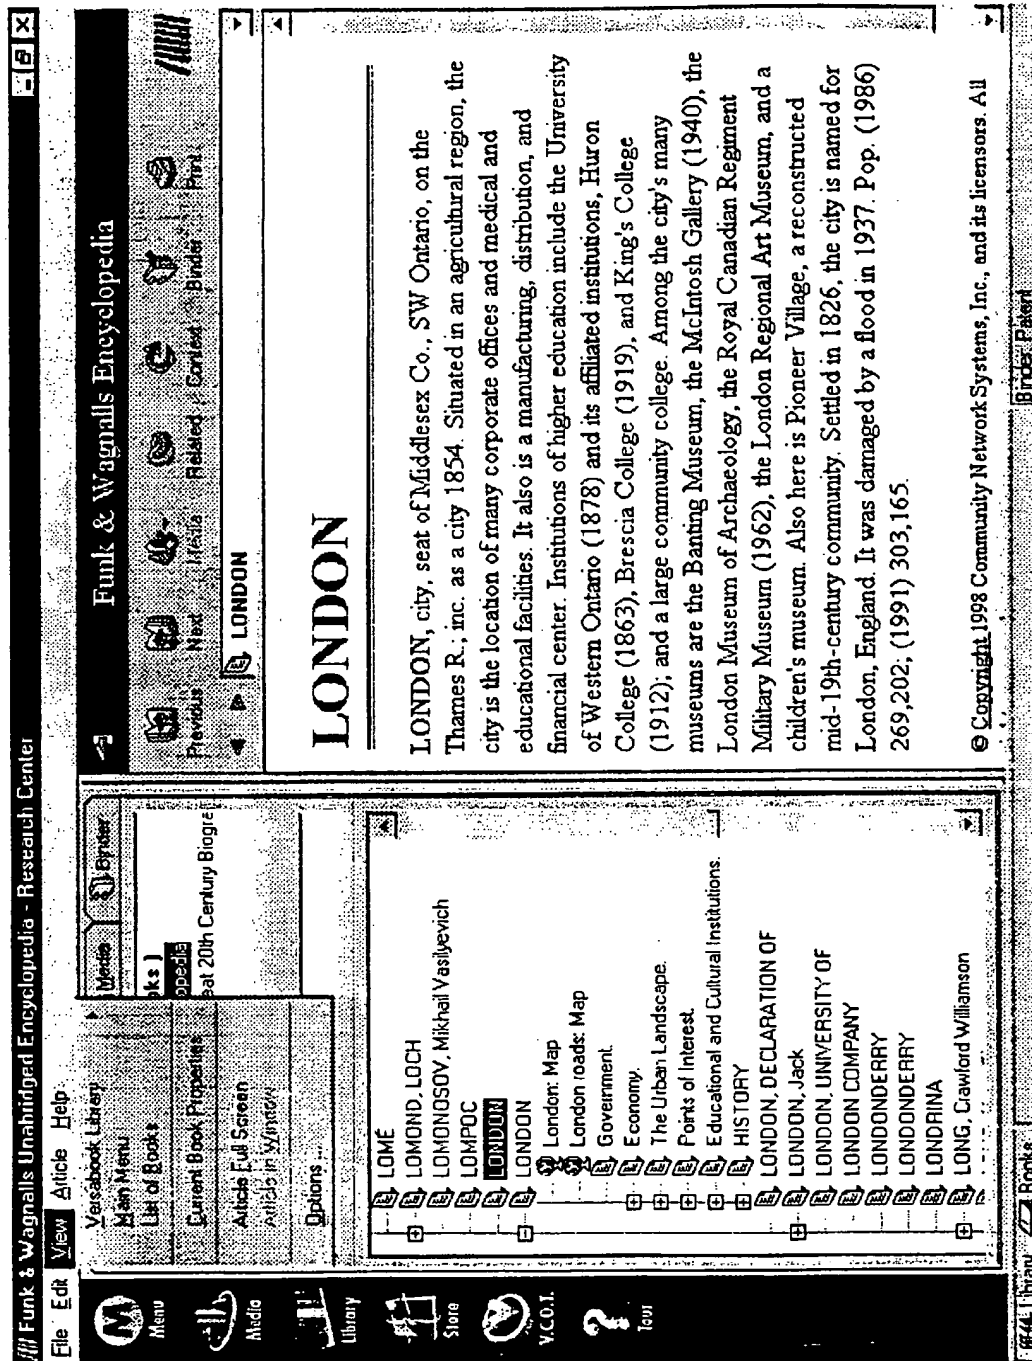 Funk & Wagnalls Unabridged Encyclopedia - Research Center
File Edit View Article Help
Versabook Library
Main Menu
List of Books
Current Book Properties
Article Full Screen
Article in Window
Options ...
Media
Binder
oks )
opedia
eat 20th Century Biogra
Menu
Media
Library
Store
V.C.O.T.
Tour
LOMÉ
LOMOND, LOCH
LOMONOSOV, Mikhail Vasilyevich
LOMPOC
LONDON
LONDON
London: Map
London roads: Map
Government.
Economy.
The Urban Landscape.
Points of Interest.
Educational and Cultural Institutions.
HISTORY
LONDON, DECLARATION OF
LONDON, Jack
LONDON, UNIVERSITY OF
LONDON COMPANY
LONDONDERRY
LONDONDERRY
LONDRINA
LONG, Crawford Williamson
Funk & Wagnalls Encyclopedia
Previous Next Media Related Context Binder Print
LONDON
LONDON
LONDON, city, seat of Middlesex Co., SW Ontario, on the
Thames R.; inc. as a city 1854. Situated in an agricultural region, the
city is the location of many corporate offices and medical and
educational facilities. It also is a manufacturing, distribution, and
financial center. Institutions of higher education include the University
of Western Ontario (1878) and its affiliated institutions, Huron
College (1863), Brescia College (1919), and King's College
(1912); and a large community college. Among the city's many
museums are the Banting Museum, the McIntosh Gallery (1940), the
London Museum of Archaeology, the Royal Canadian Regiment
Military Museum (1962), the London Regional Art Museum, and a
children's museum. Also here is Pioneer Village, a reconstructed
mid-19th-century community. Settled in 1826, the city is named for
London, England. It was damaged by a flood in 1937. Pop. (1986)
269,202; (1991) 303,165.
© Copyright 1998 Community Network Systems, Inc., and its licensors. All
Library Books
Binder: Patent